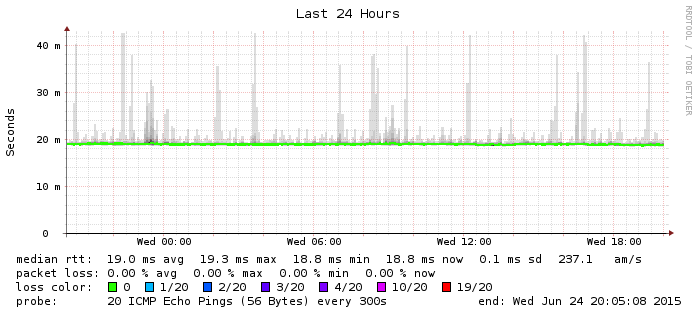 Last 24 Hours
RRDTOOL / TOBI OETIKER
Seconds
40 m
30 m
20 m
10 m
0
Wed 00:00 Wed 06:00 Wed 12:00 Wed 18:00
median rtt: 19.0 ms avg 19.3 ms max 18.8 ms min 18.8 ms now 0.1 ms sd 237.1 am/s
packet loss: 0.00 % avg 0.00 % max 0.00 % min 0.00 % now
loss color: 0 1/20 2/20 3/20 4/20 10/20 19/20
probe: 20 ICMP Echo Pings (56 Bytes) every 300s end: Wed Jun 24 20:05:08 2015